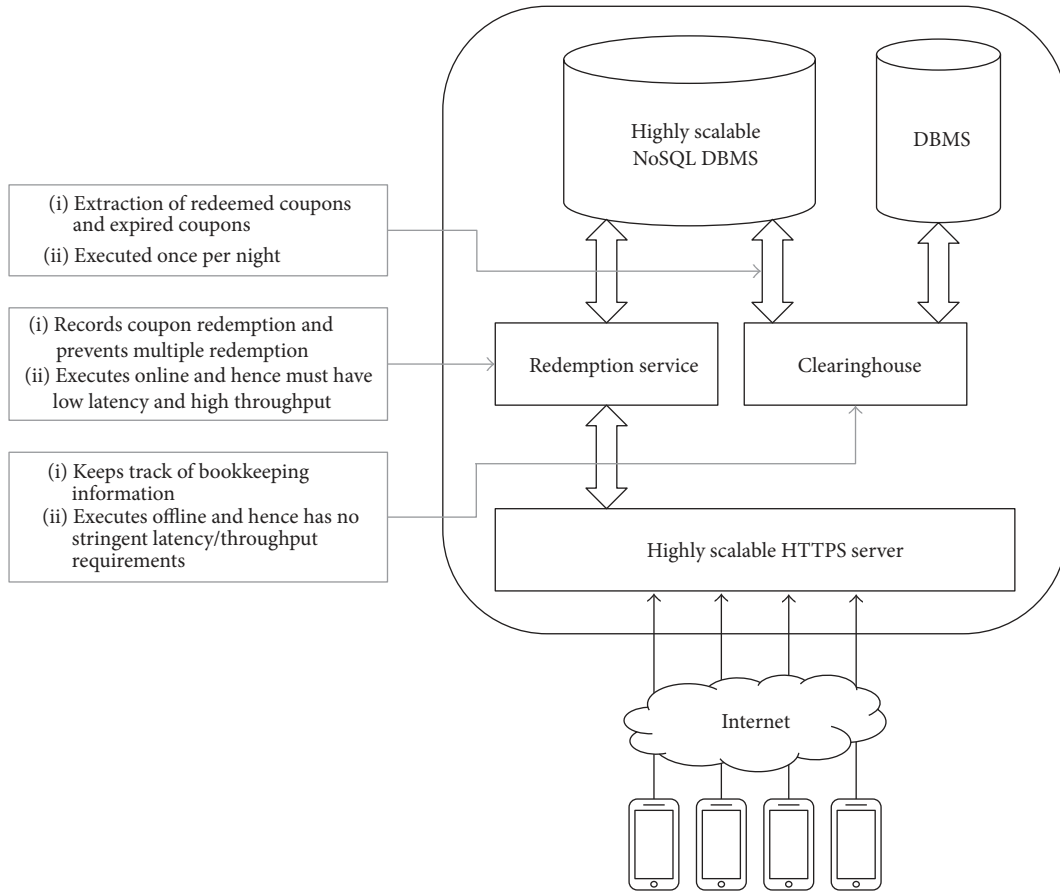 Highly scalable
NoSQL DBMS
DBMS
(i) Extraction of redeemed coupons
and expired coupons
(ii) Executed once per night
(i) Records coupon redemption and
prevents multiple redemption
(ii) Executes online and hence must have
low latency and high throughput
Redemption service
Clearinghouse
(i) Keeps track of bookkeeping
information
(ii) Executes offline and hence has no
stringent latency/throughput
requirements
Highly scalable HTTPS server
Internet